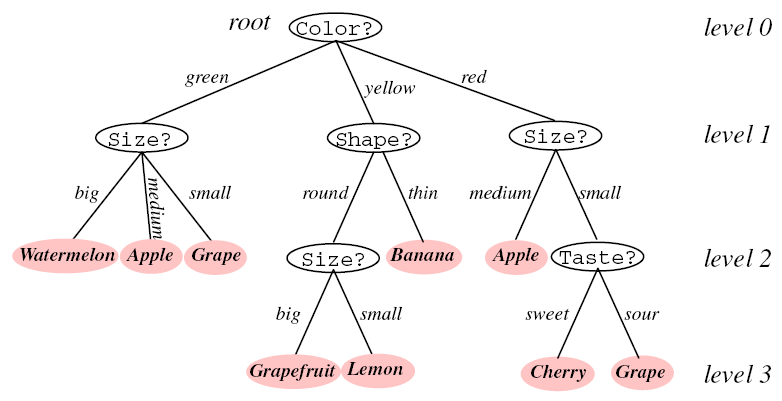 root Color? level 0
green yellow red
Size? Shape? Size? level 1
big medium small round thin medium small
Watermelon Apple Grape Size? Banana Apple Taste? level 2
big small sweet sour
Grapefruit Lemon Cherry Grape level 3